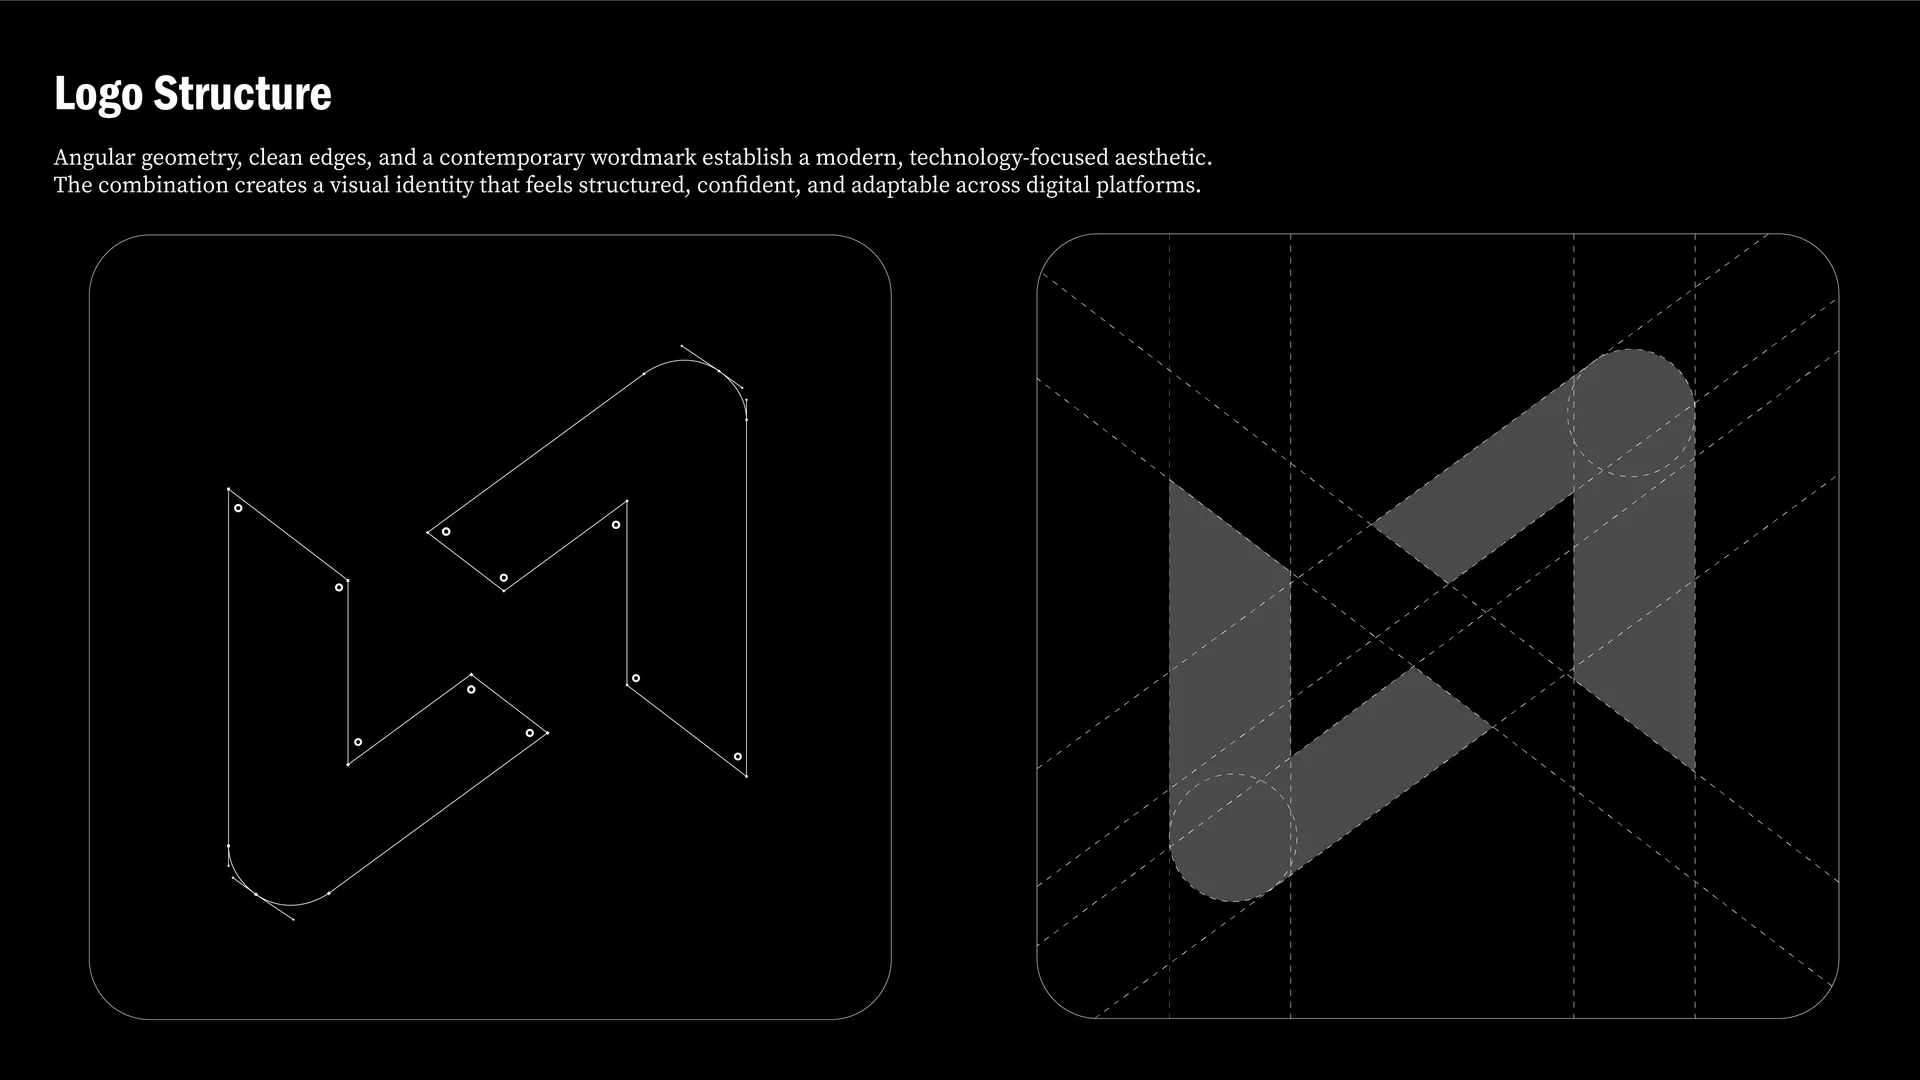 Logo Structure
Angular geometry, clean edges, and a contemporary wordmark establish a modern, technology-focused aesthetic.
The combination creates a visual identity that feels structured, confident, and adaptable across digital platforms.